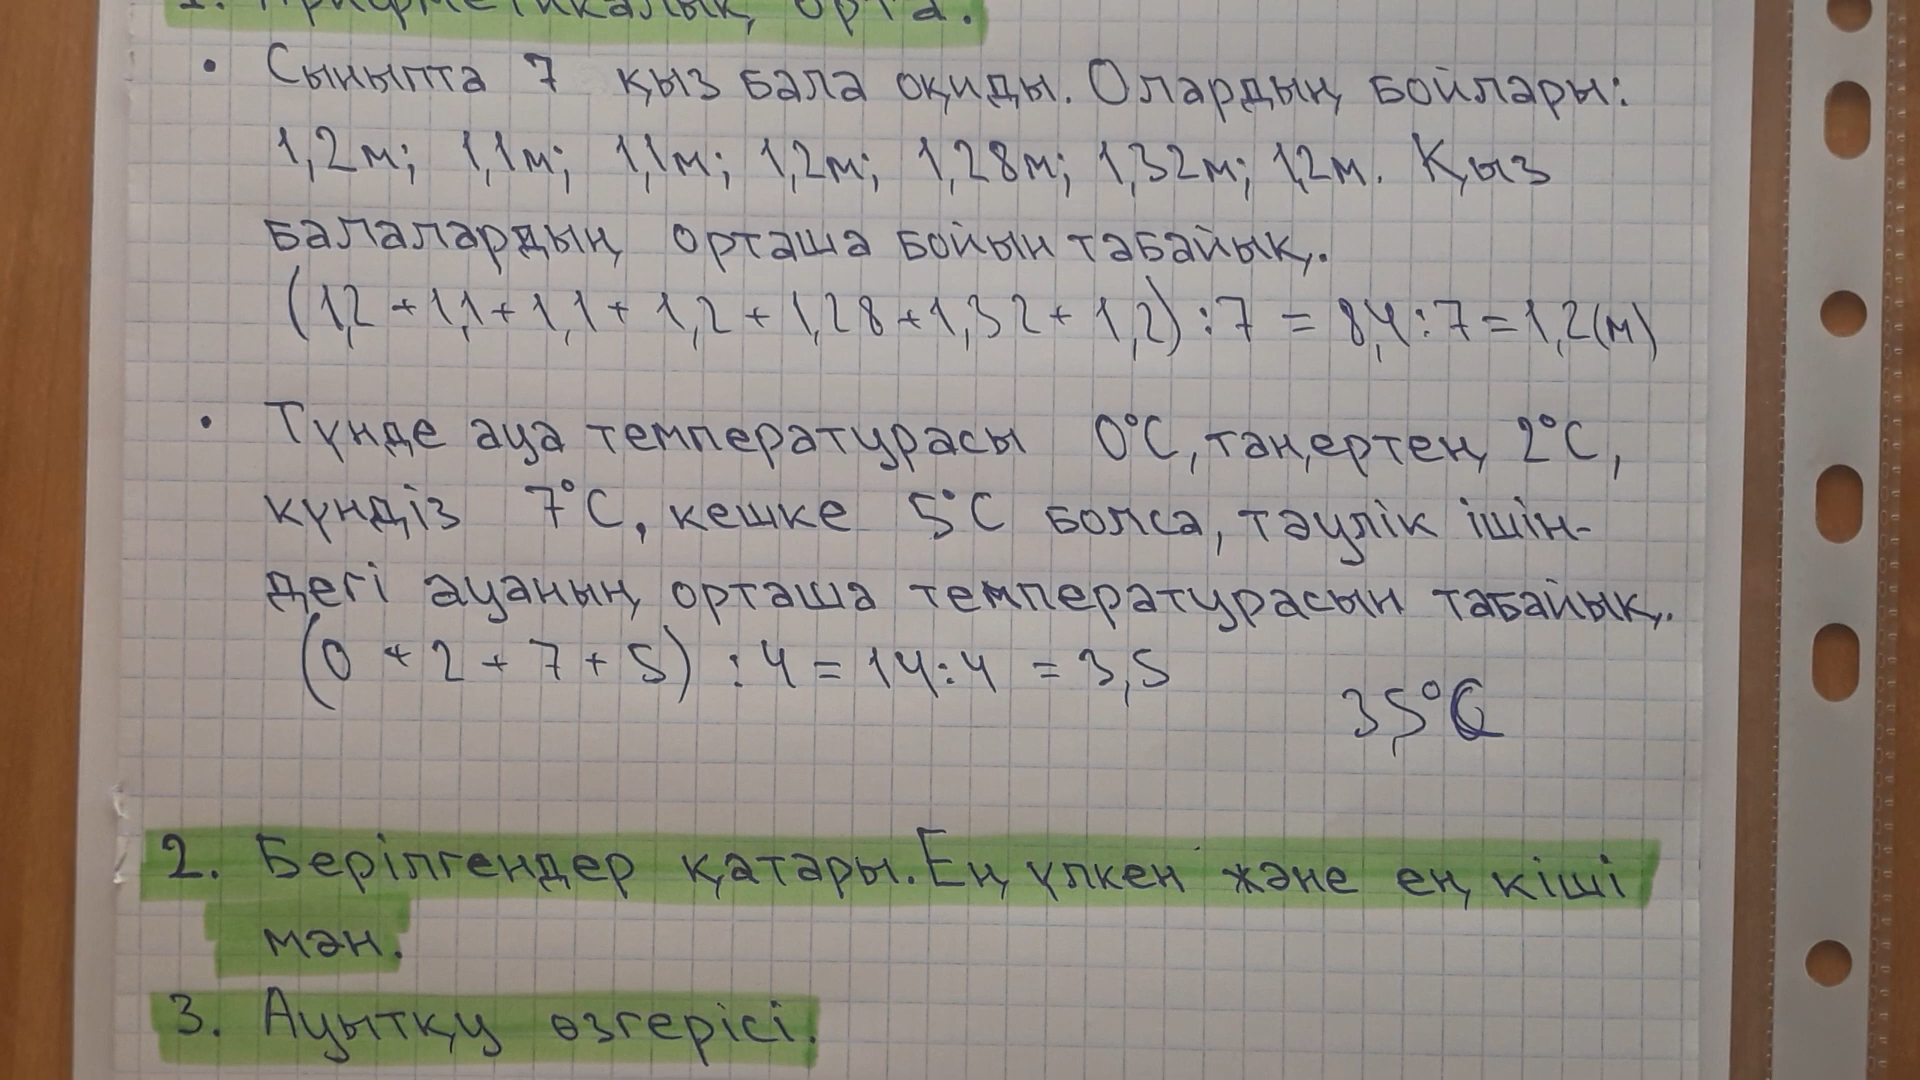 1. Арифметикалық орта.
• Сыныпта 7 қыз бала оқиды. Олардың бойлары:
1,2м; 1,1м; 1,1м; 1,2м; 1,28м; 1,32м; 1,2м. Қыз
балалардың орташа бойын табайық.
(1,2 + 1,1 + 1,1 + 1,2 + 1,28 + 1,32 + 1,2) : 7 = 8,4 : 7 = 1,2(м)
• Түнде ауа температурасы 0°C, таңертең 2°C,
күндіз 7°C, кешке 5°C болса, тәулік ішін-
дегі ауаның орташа температурасын табайық.
(0 + 2 + 7 + 5) : 4 = 14 : 4 = 3,5
3,5°C
2. Берілгендер қатары. Ең үлкен және ең кіші
мән.
3. Ауытқу өзгерісі.